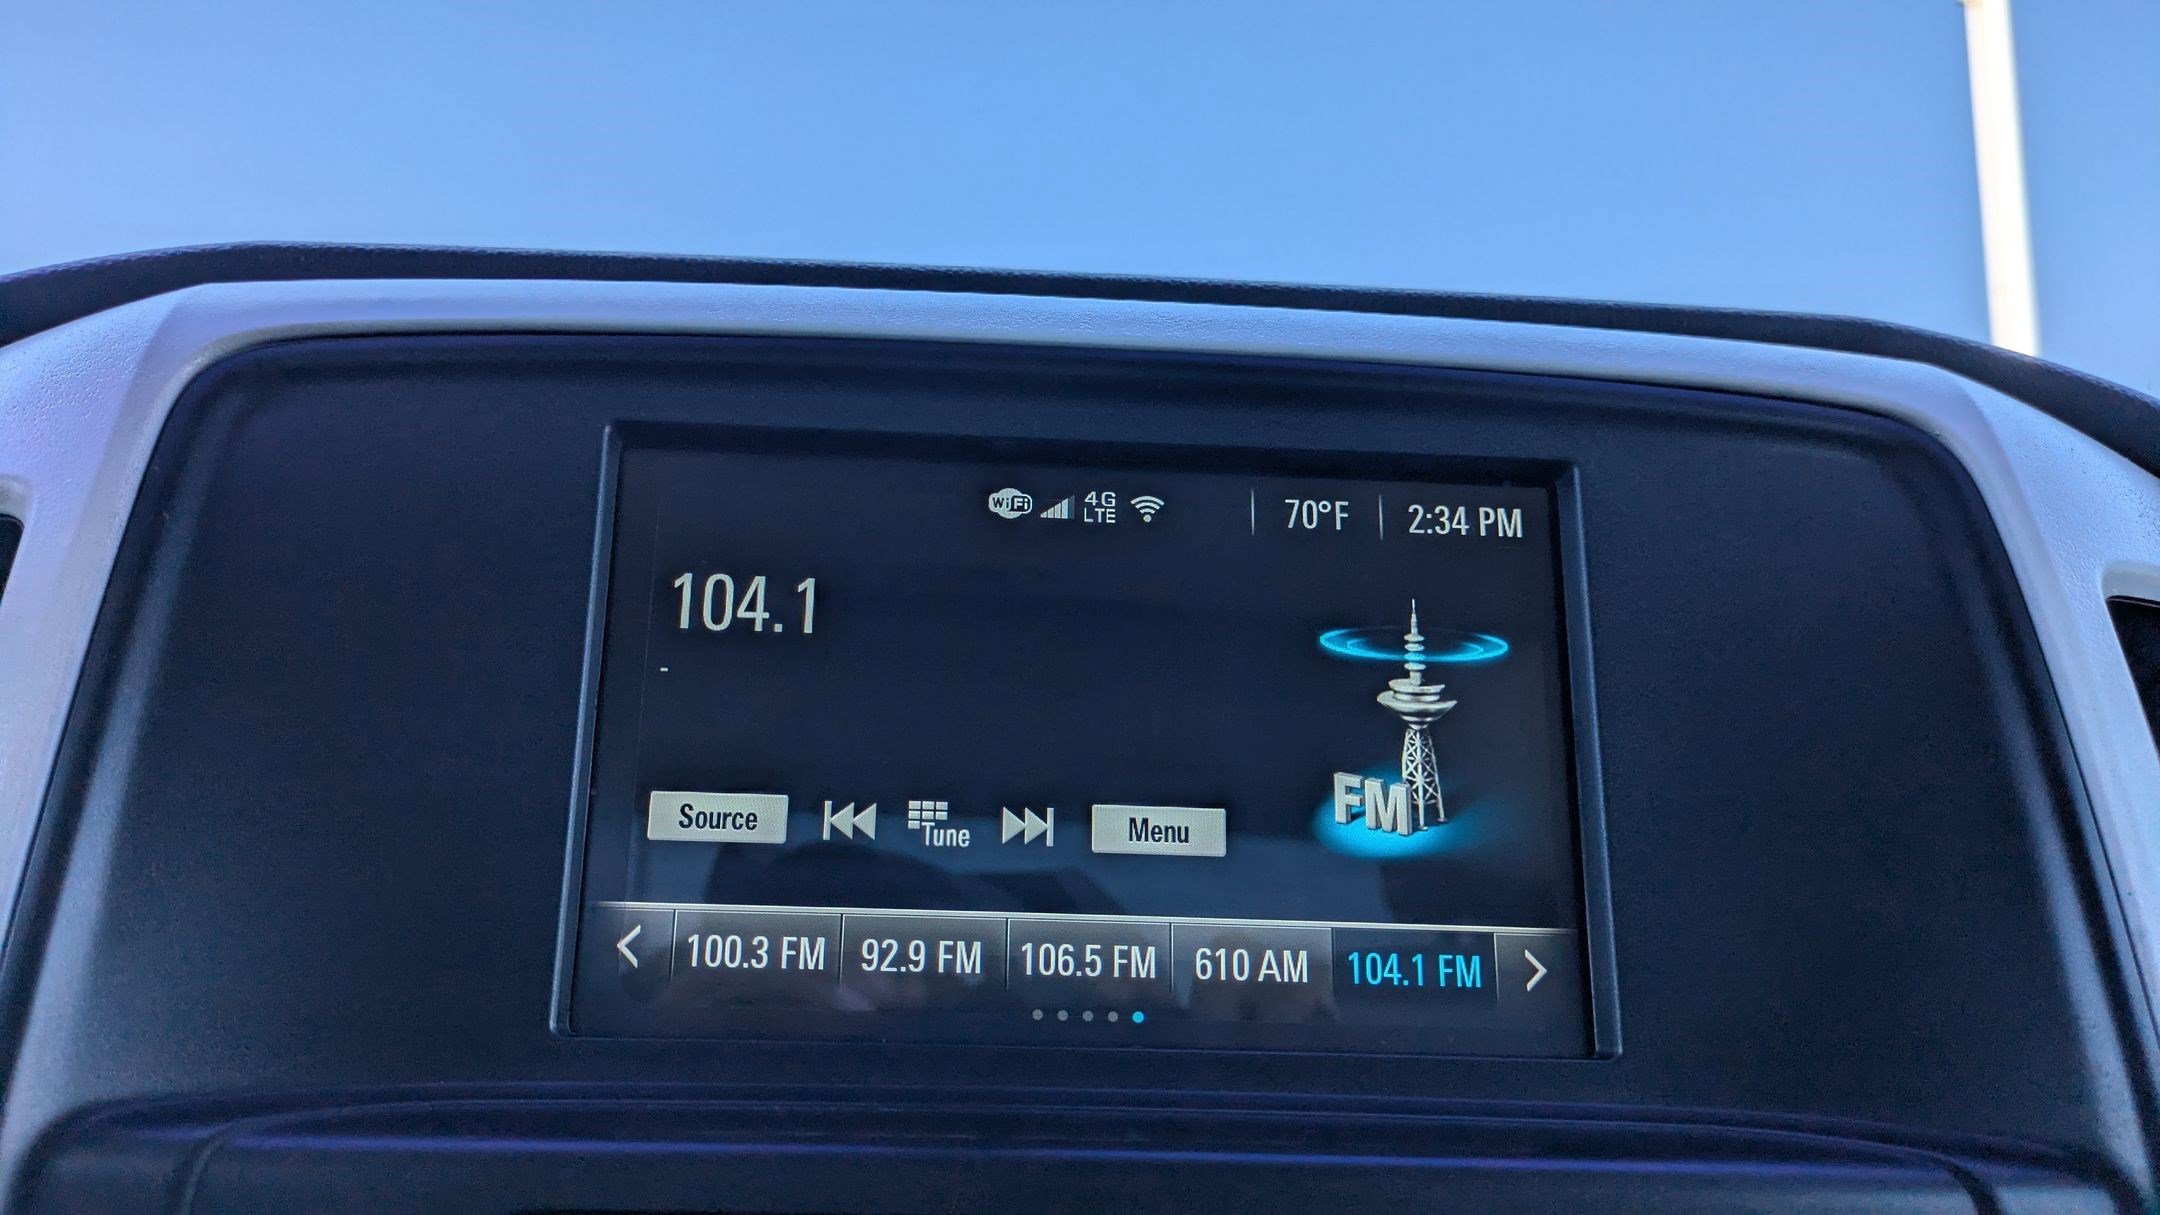 WiFi 4G LTE 70°F 2:34 PM
104.1
-
FM
Source Tune Menu
100.3 FM 92.9 FM 106.5 FM 610 AM 104.1 FM